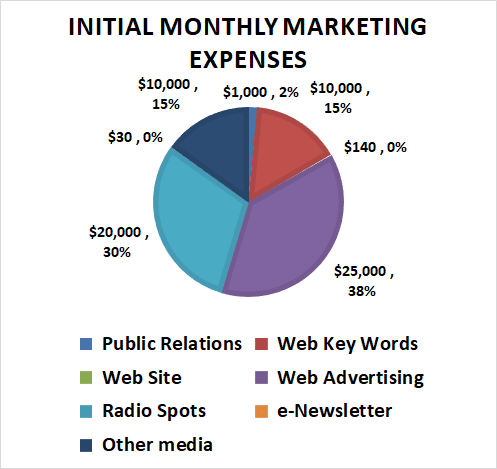 INITIAL MONTHLY MARKETING
EXPENSES
$10,000 ,
15%
$1,000 , 2%
$10,000 ,
15%
$30 , 0%
$140 , 0%
$20,000 ,
30%
$25,000 ,
38%
Public Relations
Web Key Words
Web Site
Web Advertising
Radio Spots
e-Newsletter
Other media